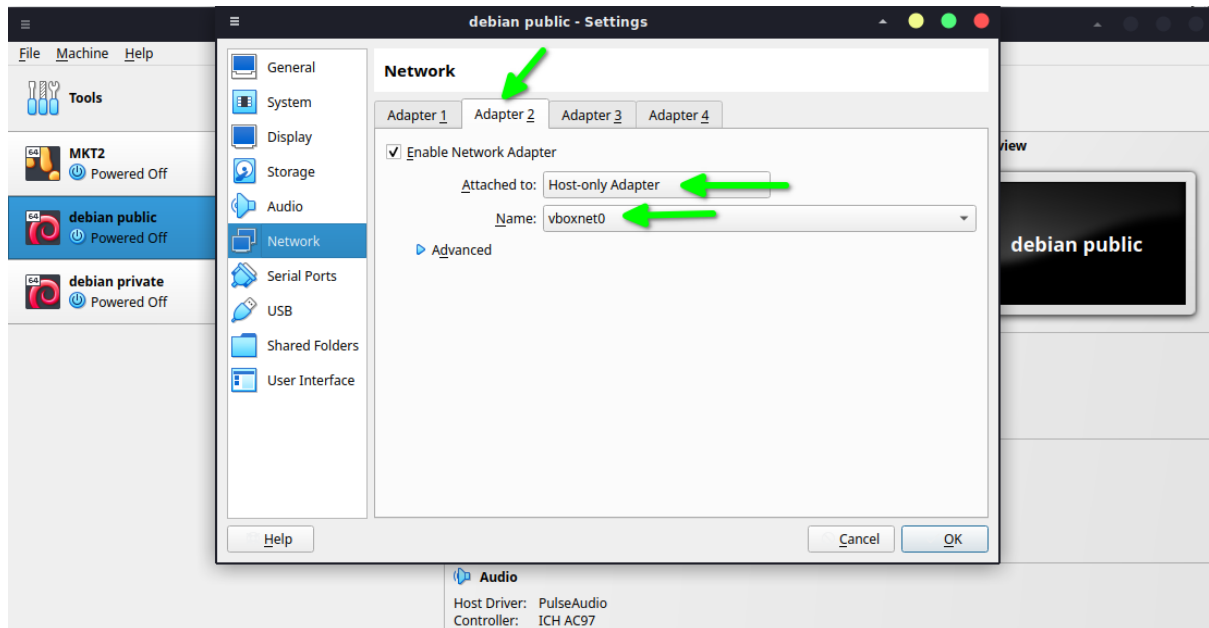 debian public - Settings
File Machine Help
Tools
64 MKT2
Powered Off
64 debian public
Powered Off
64 debian private
Powered Off
General
System
Display
Storage
Audio
Network
Serial Ports
USB
Shared Folders
User Interface
Network
Adapter 1 Adapter 2 Adapter 3 Adapter 4
Enable Network Adapter
Attached to: Host-only Adapter
Name: vboxnet0
Advanced
Help Cancel OK
view
debian public
Audio
Host Driver: PulseAudio
Controller: ICH AC97